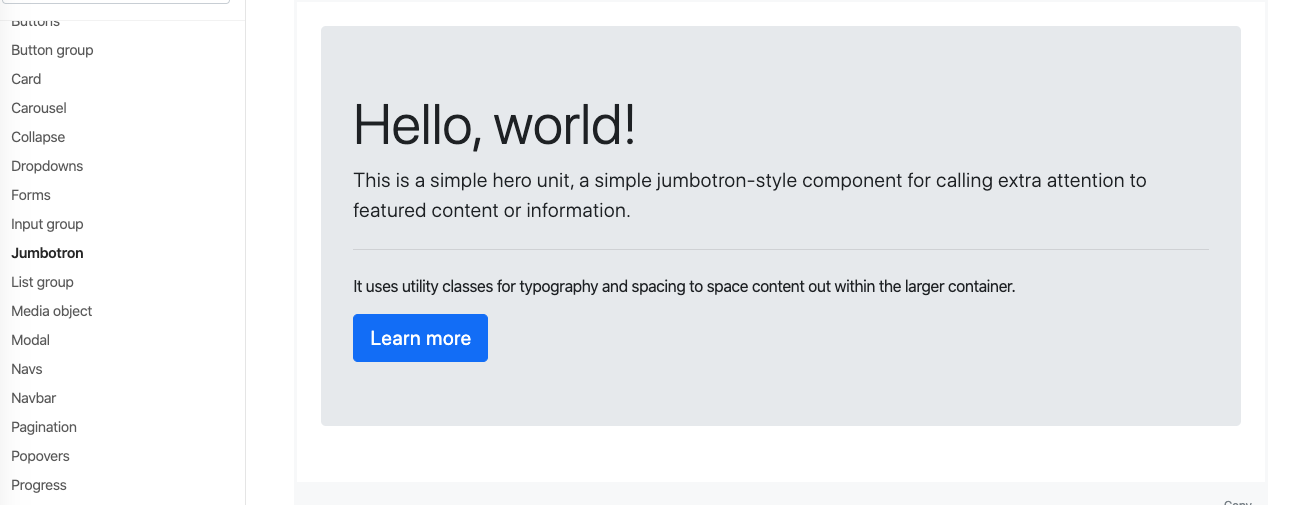 Buttons
Button group
Card
Carousel
Collapse
Dropdowns
Forms
Input group
Jumbotron
List group
Media object
Modal
Navs
Navbar
Pagination
Popovers
Progress
Hello, world!
This is a simple hero unit, a simple jumbotron-style component for calling extra attention to
featured content or information.
It uses utility classes for typography and spacing to space content out within the larger container.
Learn more
Copy